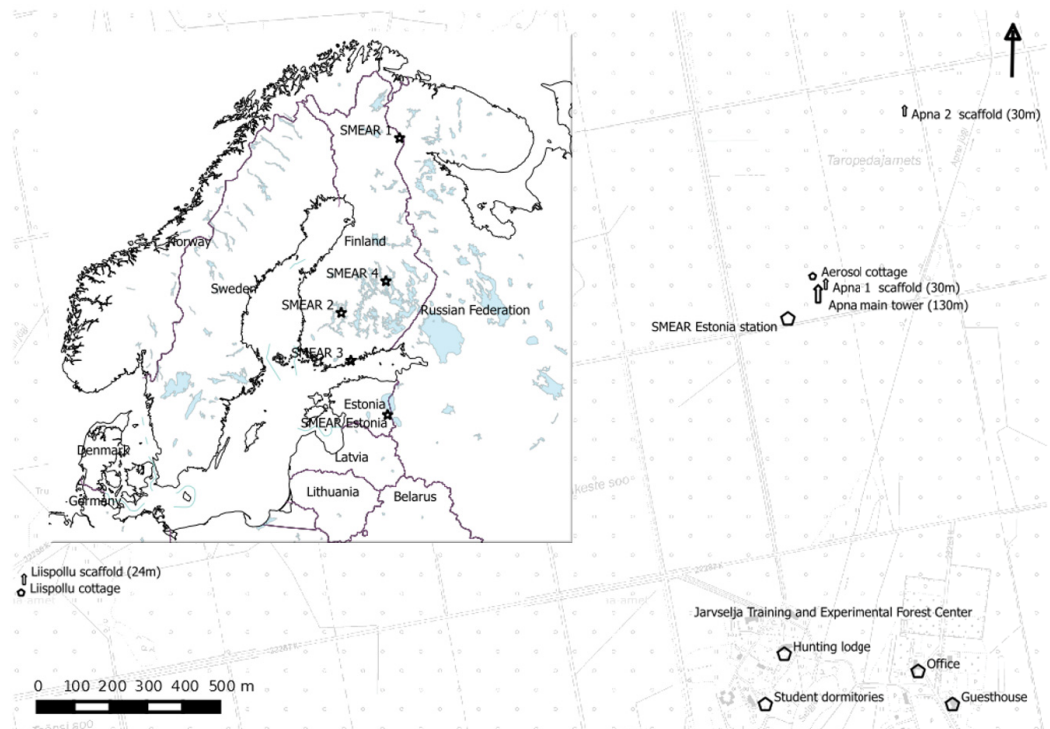 Apna 2 scaffold (30m)
SMEAR 1
Taropedajamets
Norway
Finland
SMEAR 4
Aerosol cottage
Sweden
Apna 1 scaffold (30m)
SMEAR 2
Apna main tower (130m)
Russian Federation
SMEAR Estonia station
SMEAR 3
Estonia
SMEAR Estonia
Denmark
Latvia
akeste soo
Lithuania
Belarus
Germany
Liispollu scaffold (24m)
Liispollu cottage
Jarvselja Training and Experimental Forest Center
Hunting lodge
Office
0 100 200 300 400 500 m
Student dormitories
Guesthouse